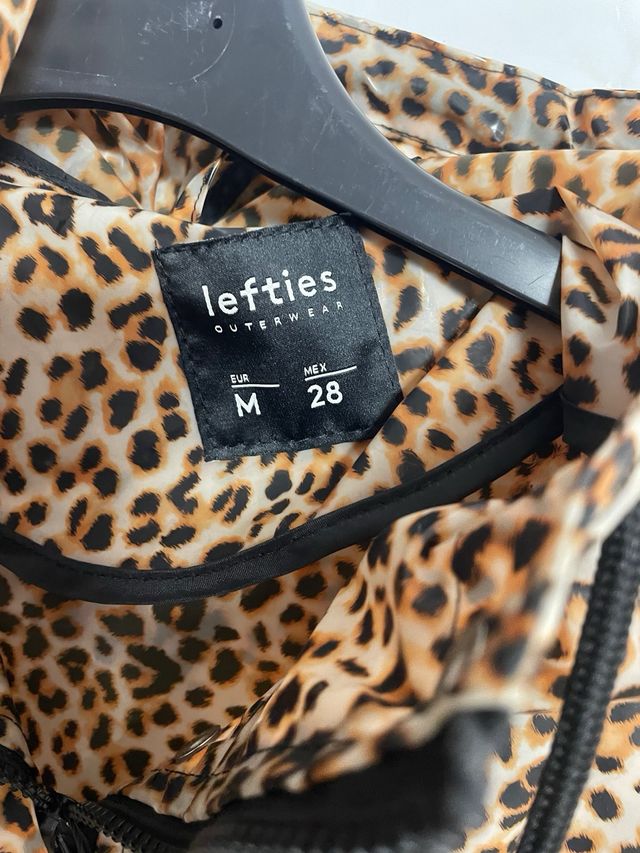 lefties
OUTERWEAR
EUR MEX
M 28